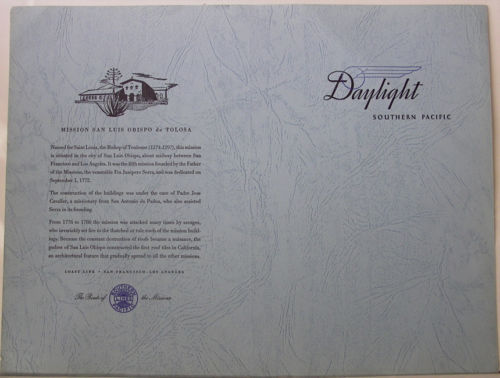 MISSION SAN LUIS OBISPO de TOLOSA
Named for Saint Louis, the Bishop of Toulouse (1274-1297), this mission
is situated in the city of San Luis Obispo, about midway between San
Francisco and Los Angeles. It was the fifth mission founded by the Father
of the Missions, the venerable Fra Junipero Serra, and was dedicated on
September 1, 1772.
The construction of the buildings was under the care of Padre Jose
Cavaller, a missionary from San Antonio de Padua, who also assisted
Serra in its founding.
From 1776 to 1786 the mission was attacked many times by savages,
who invariably set fire to the thatched or tule roofs of the mission build-
ings. Because the constant destruction of roofs became a nuisance, the
padres of San Luis Obispo constructed the first roof tiles in California,
an architectural feature that gradually spread to all the other missions.
COAST LINE • SAN FRANCISCO-LOS ANGELES
The Road of
SOUTHERN
PACIFIC
LINES
the Missions
Daylight
SOUTHERN PACIFIC